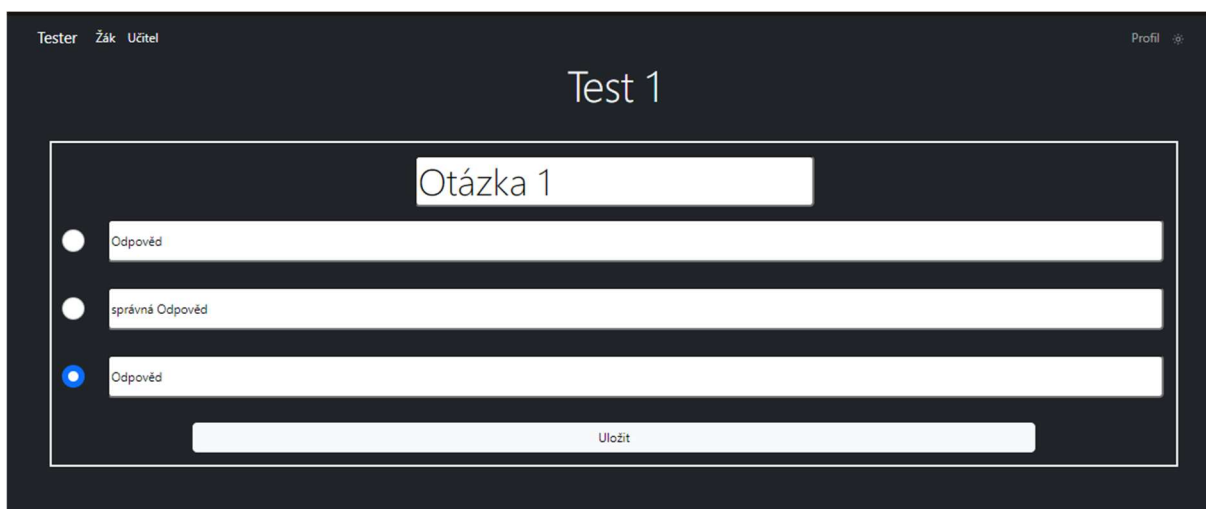 Tester Žák Učitel Profil
Test 1
Otázka 1
Odpověd
správná Odpověd
Odpověd
Uložit